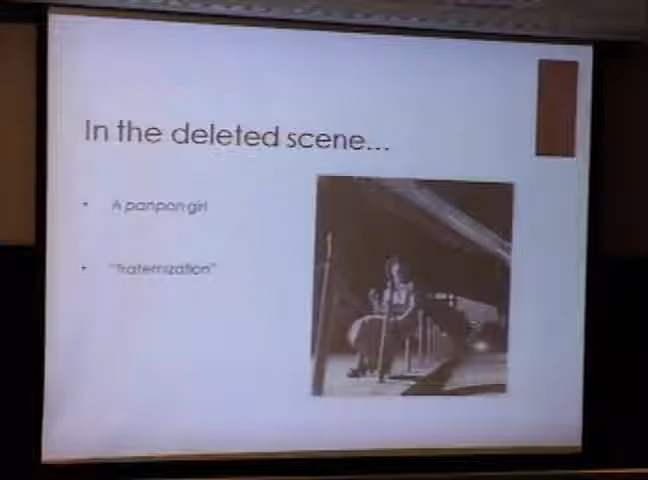 In the deleted scene...
• A panpan girl
• "fraternization"